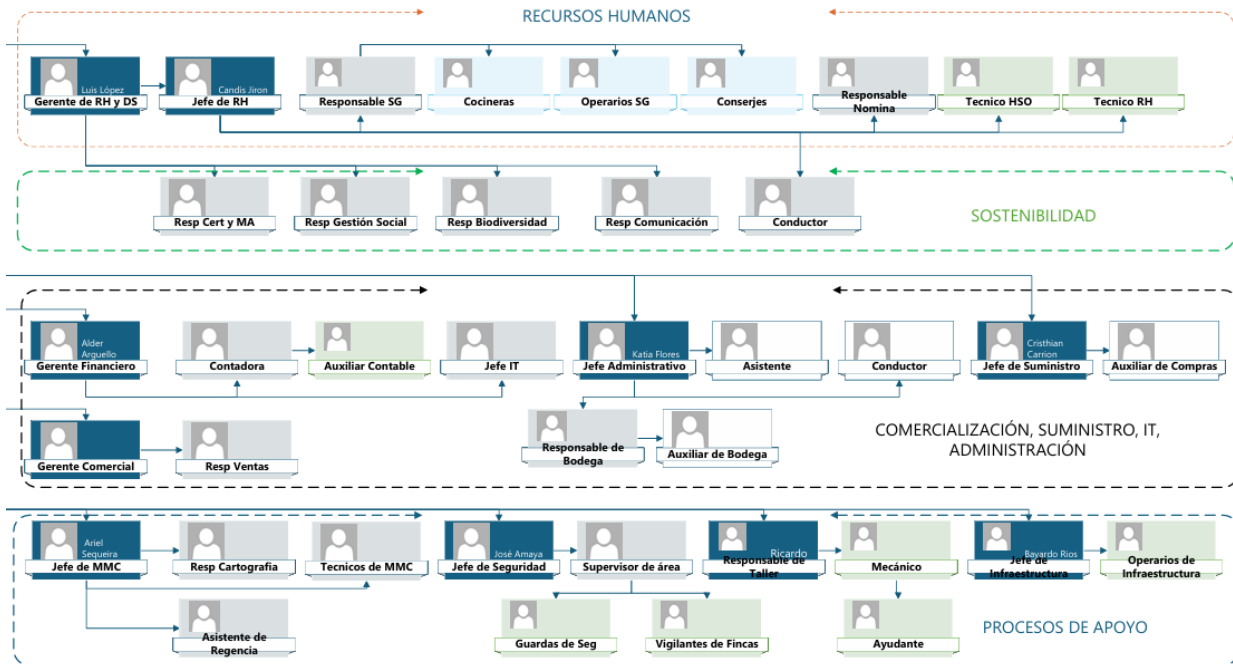 RECURSOS HUMANOS
Luis López
Gerente de RH y DS
Candis Jiron
Jefe de RH
Responsable SG
Cocineras
Operarios SG
Conserjes
Responsable
Nomina
Tecnico HSO
Tecnico RH
Resp Cert y MA
Resp Gestión Social
Resp Biodiversidad
Resp Comunicación
Conductor
SOSTENIBILIDAD
Alder
Arguello
Gerente Financiero
Contadora
Auxiliar Contable
Jefe IT
Katia Flores
Jefe Administrativo
Asistente
Conductor
Cristhian
Carrion
Jefe de Suministro
Auxiliar de Compras
Gerente Comercial
Resp Ventas
Responsable de
Bodega
Auxiliar de Bodega
COMERCIALIZACIÓN, SUMINISTRO, IT,
ADMINISTRACIÓN
Ariel
Sequeira
Jefe de MMC
Resp Cartografia
Tecnicos de MMC
José Amaya
Jefe de Seguridad
Supervisor de área
Ricardo
Responsable de
Taller
Mecánico
Bayardo Rios
Jefe de
Infraestructura
Operarios de
Infraestructura
Asistente de
Regencia
Guardas de Seg
Vigilantes de Fincas
Ayudante
PROCESOS DE APOYO